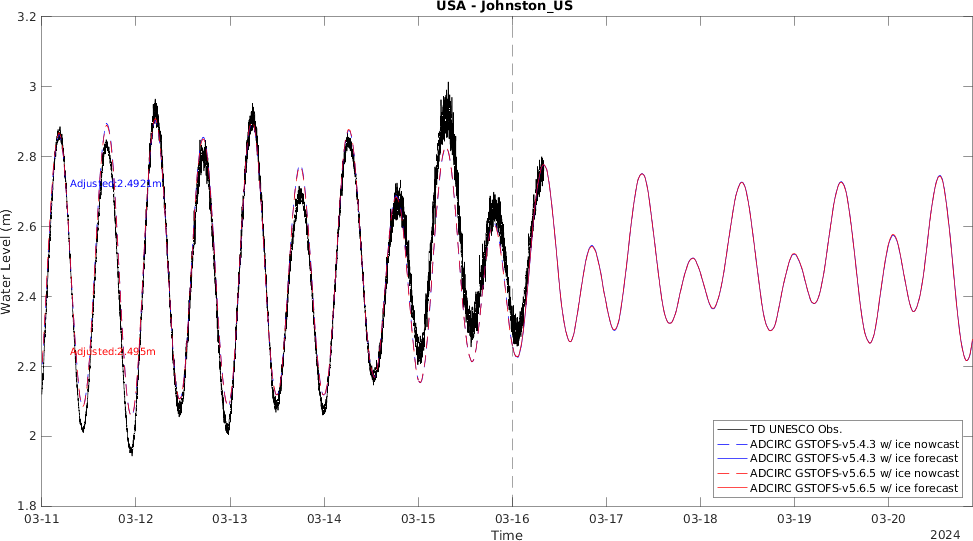 USA - Johnston_US
3.2
3
2.8
2.6
2.4
2.2
2
1.8
Water Level (m)
Adjusted:2.4921m
Adjusted:2.495m
TD UNESCO Obs.
ADCIRC GSTOFS-v5.4.3 w/ ice nowcast
ADCIRC GSTOFS-v5.4.3 w/ ice forecast
ADCIRC GSTOFS-v5.6.5 w/ ice nowcast
ADCIRC GSTOFS-v5.6.5 w/ ice forecast
03-11 03-12 03-13 03-14 03-15 03-16 03-17 03-18 03-19 03-20
Time
2024